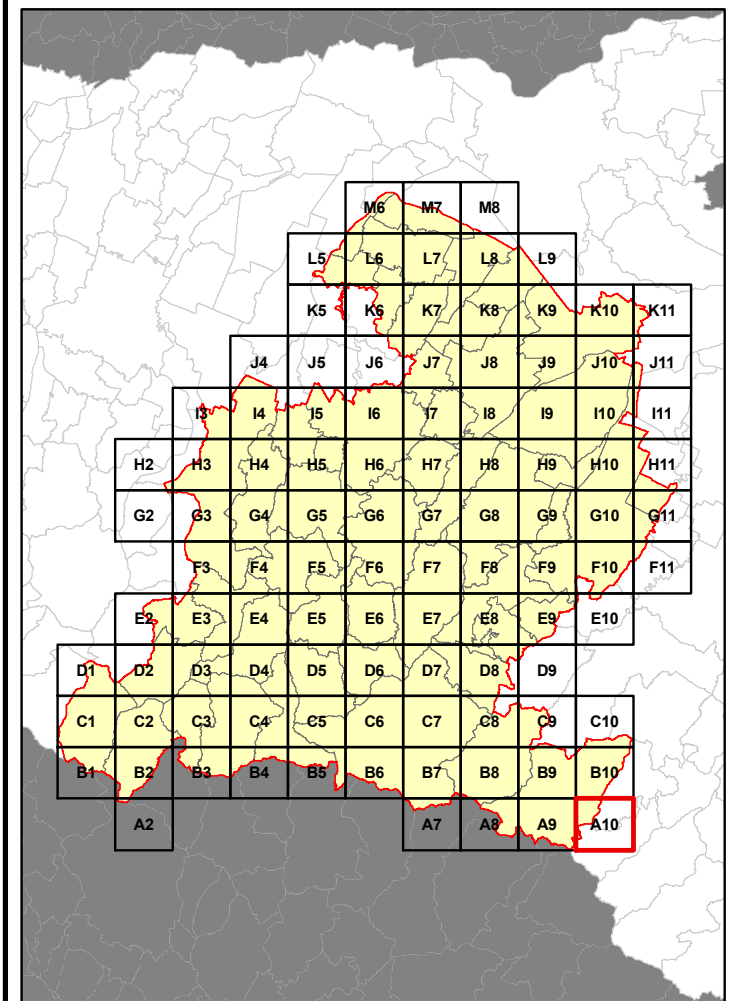 M6 M7 M8
L5 L6 L7 L8 L9
K5 K6 K7 K8 K9 K10 K11
J4 J5 J6 J7 J8 J9 J10 J11
I3 I4 I5 I6 I7 I8 I9 I10 I11
H2 H3 H4 H5 H6 H7 H8 H9 H10 H11
G2 G3 G4 G5 G6 G7 G8 G9 G10 G11
F3 F4 F5 F6 F7 F8 F9 F10 F11
E2 E3 E4 E5 E6 E7 E8 E9 E10
D1 D2 D3 D4 D5 D6 D7 D8 D9
C1 C2 C3 C4 C5 C6 C7 C8 C9 C10
B1 B2 B3 B4 B5 B6 B7 B8 B9 B10
A2 A7 A8 A9 A10